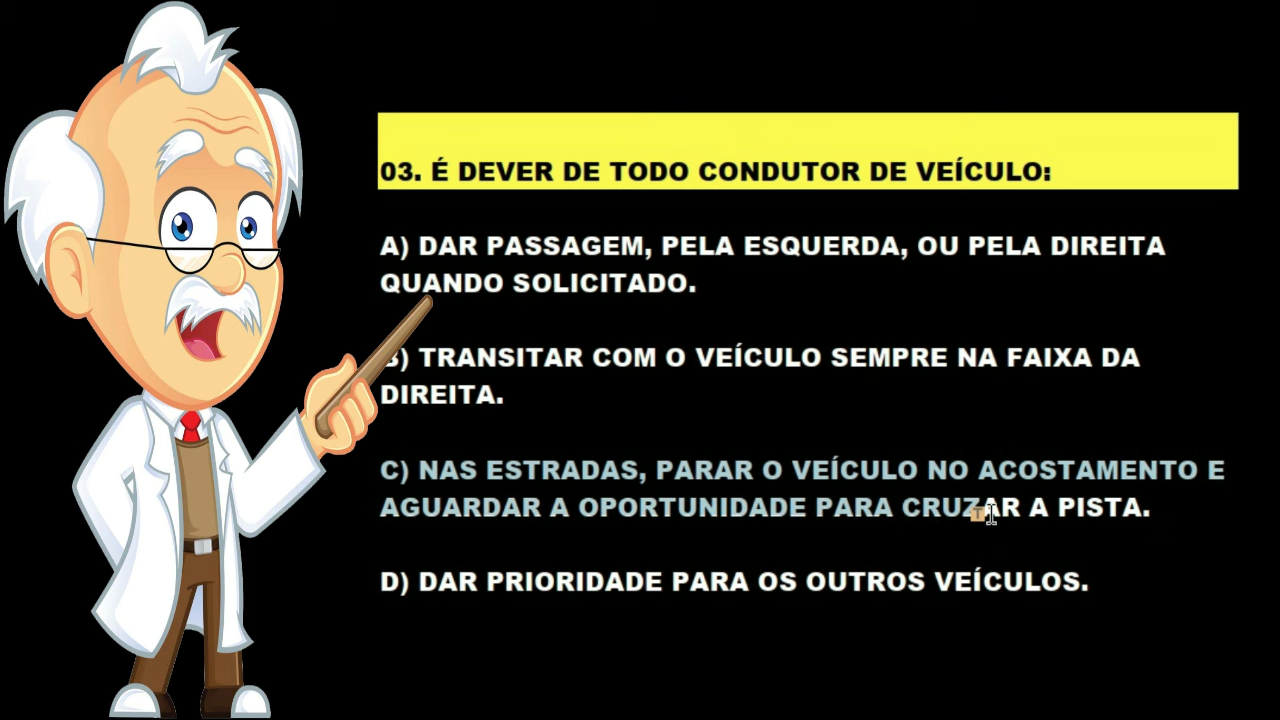 03. É DEVER DE TODO CONDUTOR DE VEÍCULO:
A) DAR PASSAGEM, PELA ESQUERDA, OU PELA DIREITA
QUANDO SOLICITADO.
B) TRANSITAR COM O VEÍCULO SEMPRE NA FAIXA DA
DIREITA.
C) NAS ESTRADAS, PARAR O VEÍCULO NO ACOSTAMENTO E
AGUARDAR A OPORTUNIDADE PARA CRUZAR A PISTA.
D) DAR PRIORIDADE PARA OS OUTROS VEÍCULOS.